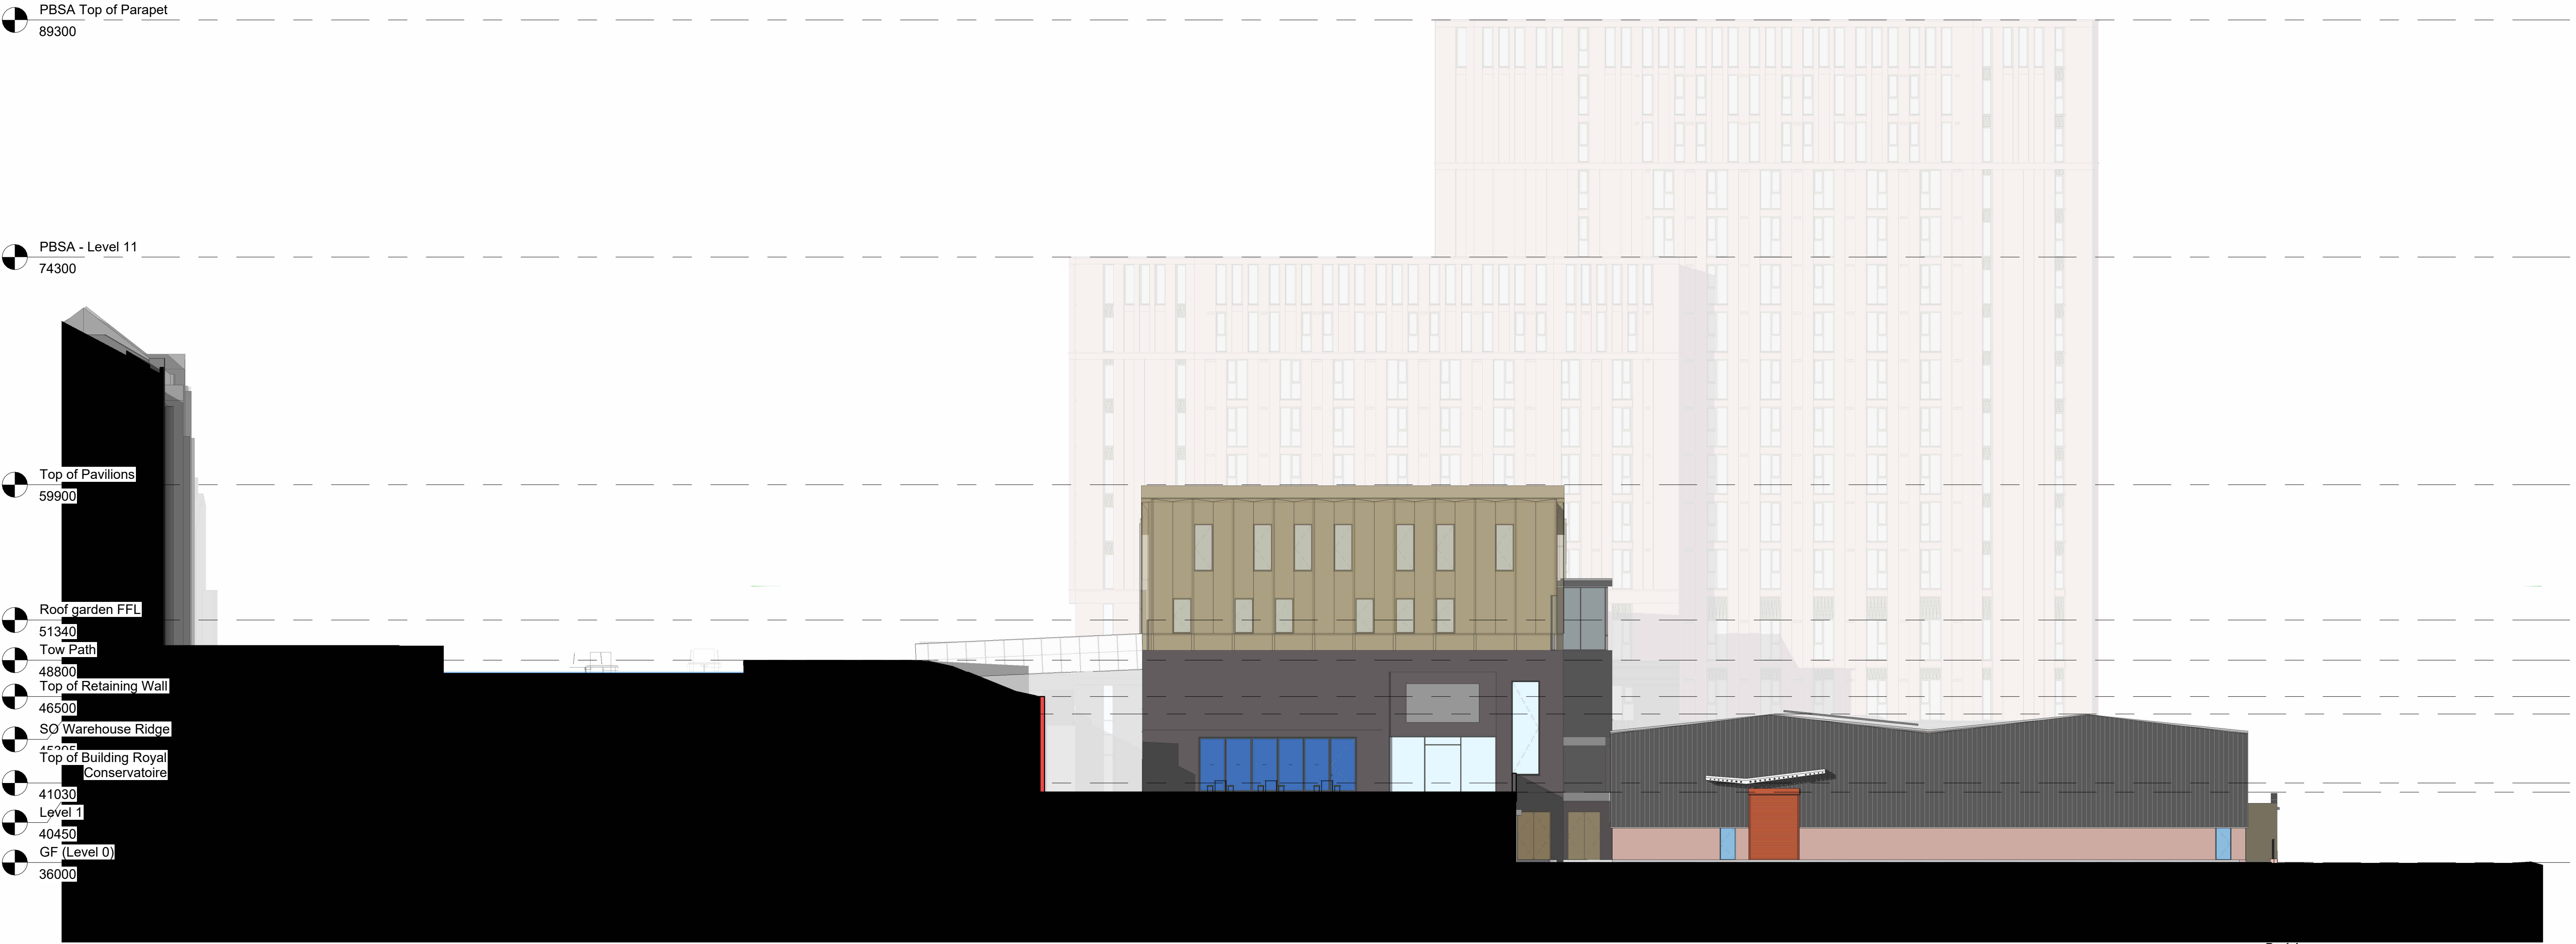 PBSA Top of Parapet
89300
PBSA - Level 11
74300
Top of Pavilions
59900
Roof garden FFL
51340
Tow Path
48800
Top of Retaining Wall
46500
SO Warehouse Ridge
Top of Building Royal
Conservatoire
41030
Level 1
40450
GF (Level 0)
36000